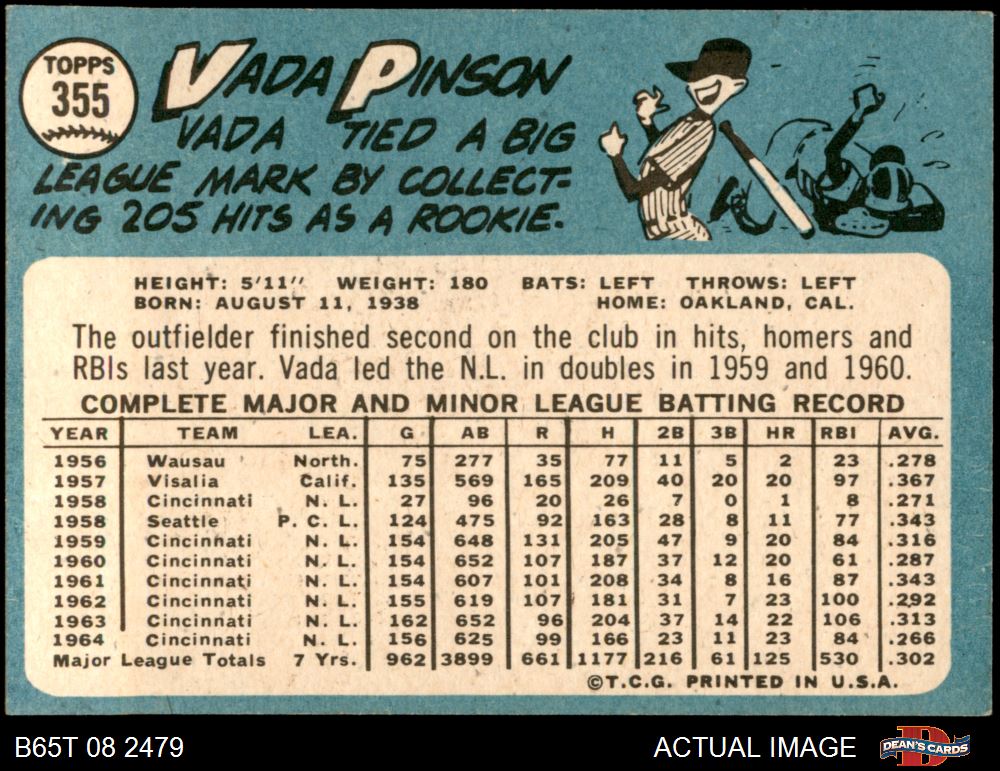 TOPPS
355
VADA PINSON
VADA TIED A BIG
LEAGUE MARK BY COLLECT-
ING 205 HITS AS A ROOKIE.
HEIGHT: 5'11" WEIGHT: 180 BATS: LEFT THROWS: LEFT
BORN: AUGUST 11, 1938 HOME: OAKLAND, CAL.
The outfielder finished second on the club in hits, homers and
RBIs last year. Vada led the N.L. in doubles in 1959 and 1960.
COMPLETE MAJOR AND MINOR LEAGUE BATTING RECORD
YEAR TEAM LEA. G AB R H 2B 3B HR RBI AVG.
1956 Wausau North. 75 277 35 77 11 5 2 23 .278
1957 Visalia Calif. 135 569 165 209 40 20 20 97 .367
1958 Cincinnati N. L. 27 96 20 26 7 0 1 8 .271
1958 Seattle P. C. L. 124 475 92 163 28 8 11 77 .343
1959 Cincinnati N. L. 154 648 131 205 47 9 20 84 .316
1960 Cincinnati N. L. 154 652 107 187 37 12 20 61 .287
1961 Cincinnati N. L. 154 607 101 208 34 8 16 87 .343
1962 Cincinnati N. L. 155 619 107 181 31 7 23 100 .292
1963 Cincinnati N. L. 162 652 96 204 37 14 22 106 .313
1964 Cincinnati N. L. 156 625 99 166 23 11 23 84 .266
Major League Totals 7 Yrs. 962 3899 661 1177 216 61 125 530 .302
©T.C.G. PRINTED IN U.S.A.
B65T 08 2479 ACTUAL IMAGE DEAN'S CARDS